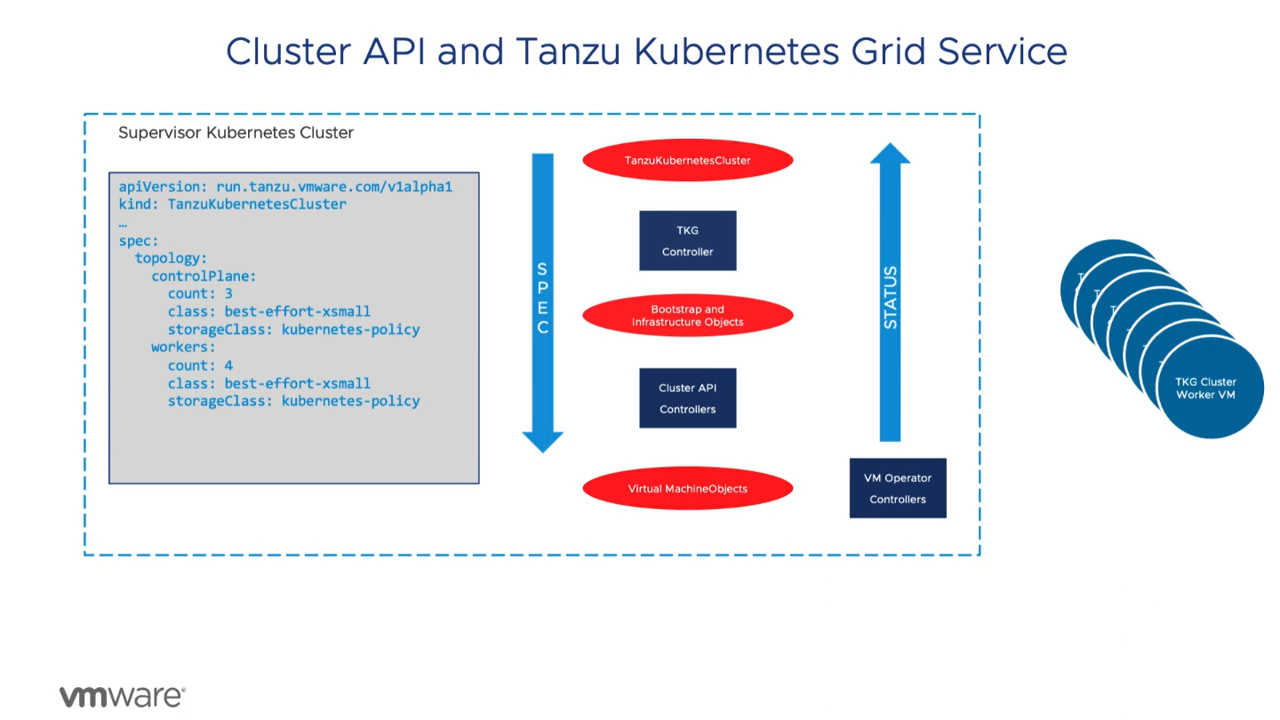 Cluster API and Tanzu Kubernetes Grid Service
Supervisor Kubernetes Cluster
apiVersion: run.tanzu.vmware.com/v1alpha1
kind: TanzuKubernetesCluster
…
spec:
  topology:
    controlPlane:
      count: 3
      class: best-effort-xsmall
      storageClass: kubernetes-policy
    workers:
      count: 4
      class: best-effort-xsmall
      storageClass: kubernetes-policy
SPEC
TanzuKubernetesCluster
TKG
Controller
Bootstrap and
Infrastructure Objects
Cluster API
Controllers
Virtual MachineObjects
STATUS
VM Operator
Controllers
TKG Cluster
Worker VM
vmware®